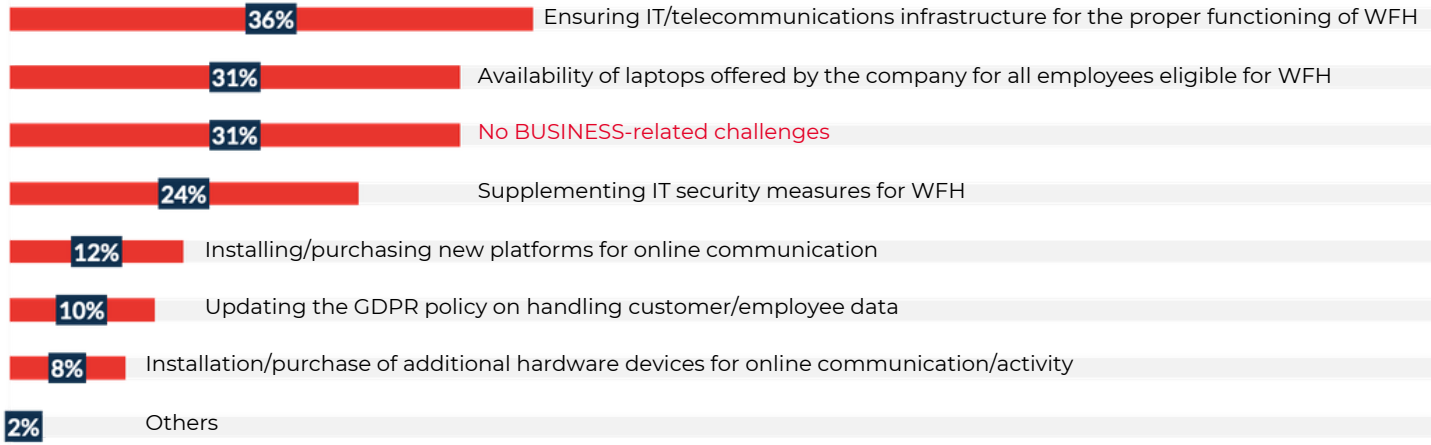 36% Ensuring IT/telecommunications infrastructure for the proper functioning of WFH
31% Availability of laptops offered by the company for all employees eligible for WFH
31% No BUSINESS-related challenges
24% Supplementing IT security measures for WFH
12% Installing/purchasing new platforms for online communication
10% Updating the GDPR policy on handling customer/employee data
8% Installation/purchase of additional hardware devices for online communication/activity
2% Others